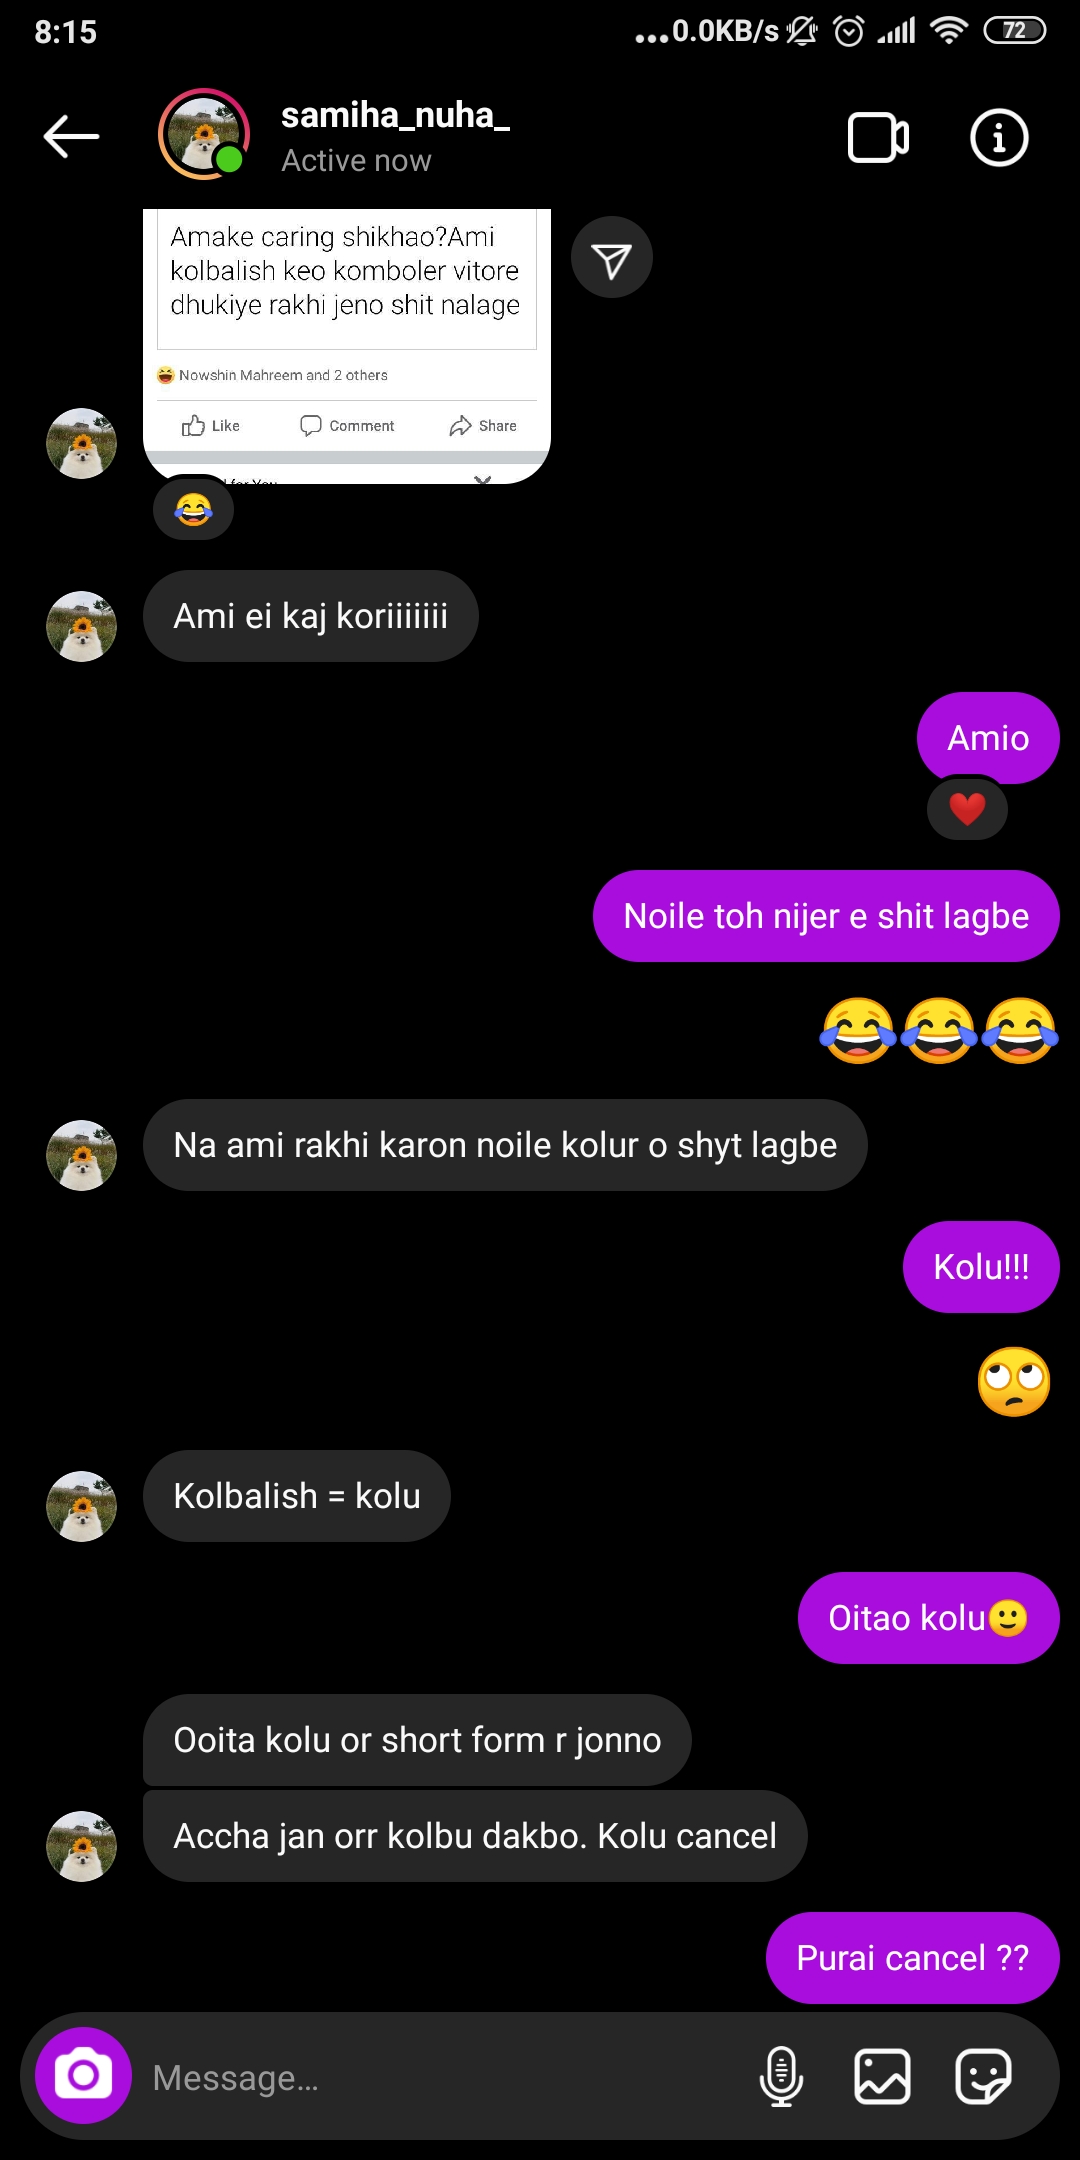 8:15
...0.0KB/s
72
samiha_nuha_
Active now
Amake caring shikhao?Ami
kolbalish keo komboler vitore
dhukiye rakhi jeno shit nalage
Nowshin Mahreem and 2 others
Like Comment Share
for You
Ami ei kaj koriiiiiii
Amio
Noile toh nijer e shit lagbe
Na ami rakhi karon noile kolur o shyt lagbe
Kolu!!!
Kolbalish = kolu
Oitao kolu
Ooita kolu or short form r jonno
Accha jan orr kolbu dakbo. Kolu cancel
Purai cancel ??
Message...